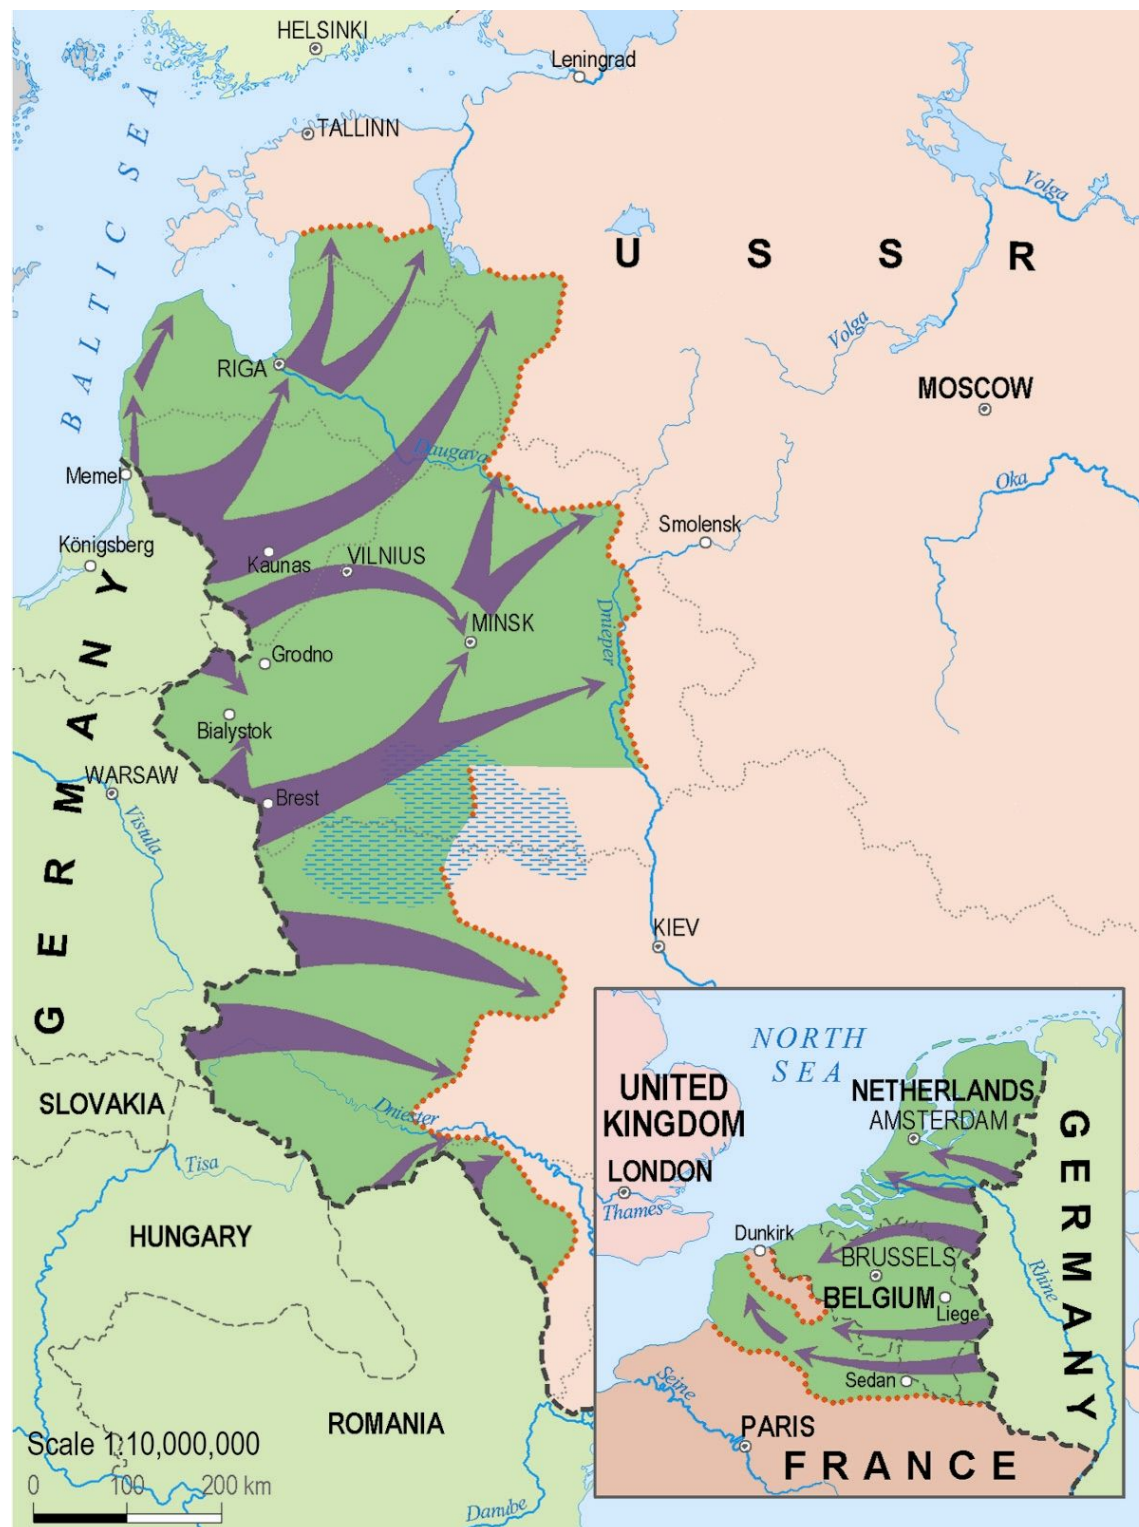 HELSINKI
Leningrad
TALLINN
BALTIC SEA
Volga
U S S R
Volga
RIGA
MOSCOW
Daugava
Memel
Oka
Smolensk
Königsberg
Kaunas
VILNIUS
Dnieper
MINSK
Grodno
GERMANY
Bialystok
WARSAW
Brest
Vistula
KIEV
SLOVAKIA
Dniester
Tisa
HUNGARY
ROMANIA
Scale 1:10,000,000
0 100 200 km
Danube
NORTH
SEA
UNITED
KINGDOM
NETHERLANDS
AMSTERDAM
GERMANY
LONDON
Thames
Dunkirk
BRUSSELS
Rhine
BELGIUM
Liege
Sedan
Seine
PARIS
FRANCE